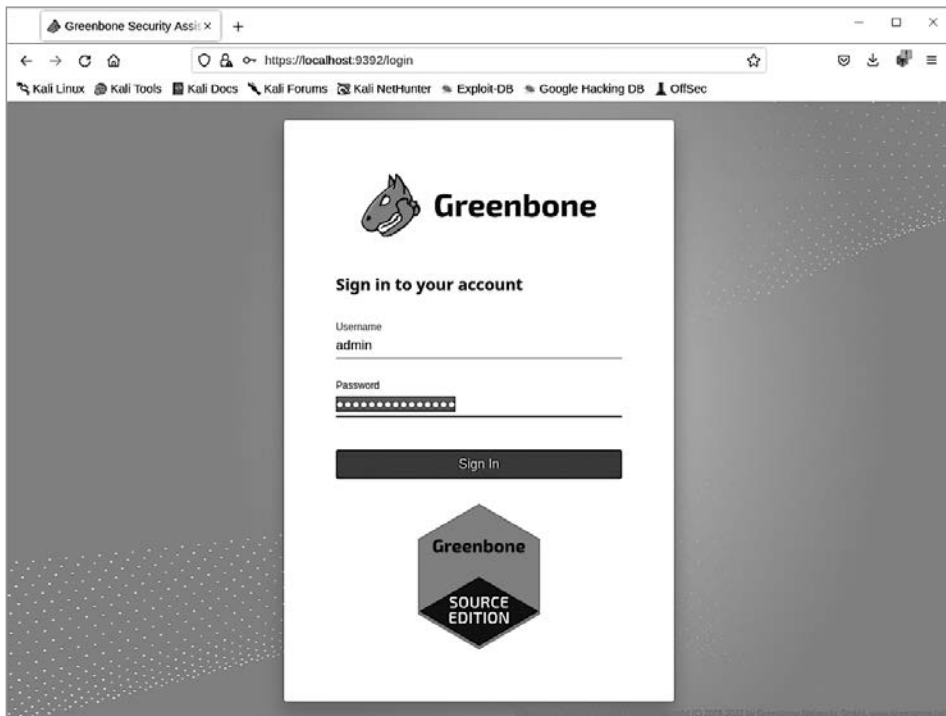 Greenbone Security Assis
https://localhost:9392/login
Kali Linux Kali Tools Kali Docs Kali Forums Kali NetHunter Exploit-DB Google Hacking DB OffSec
Greenbone
Sign in to your account
Username
admin
Password
Sign In
Greenbone
SOURCE
EDITION